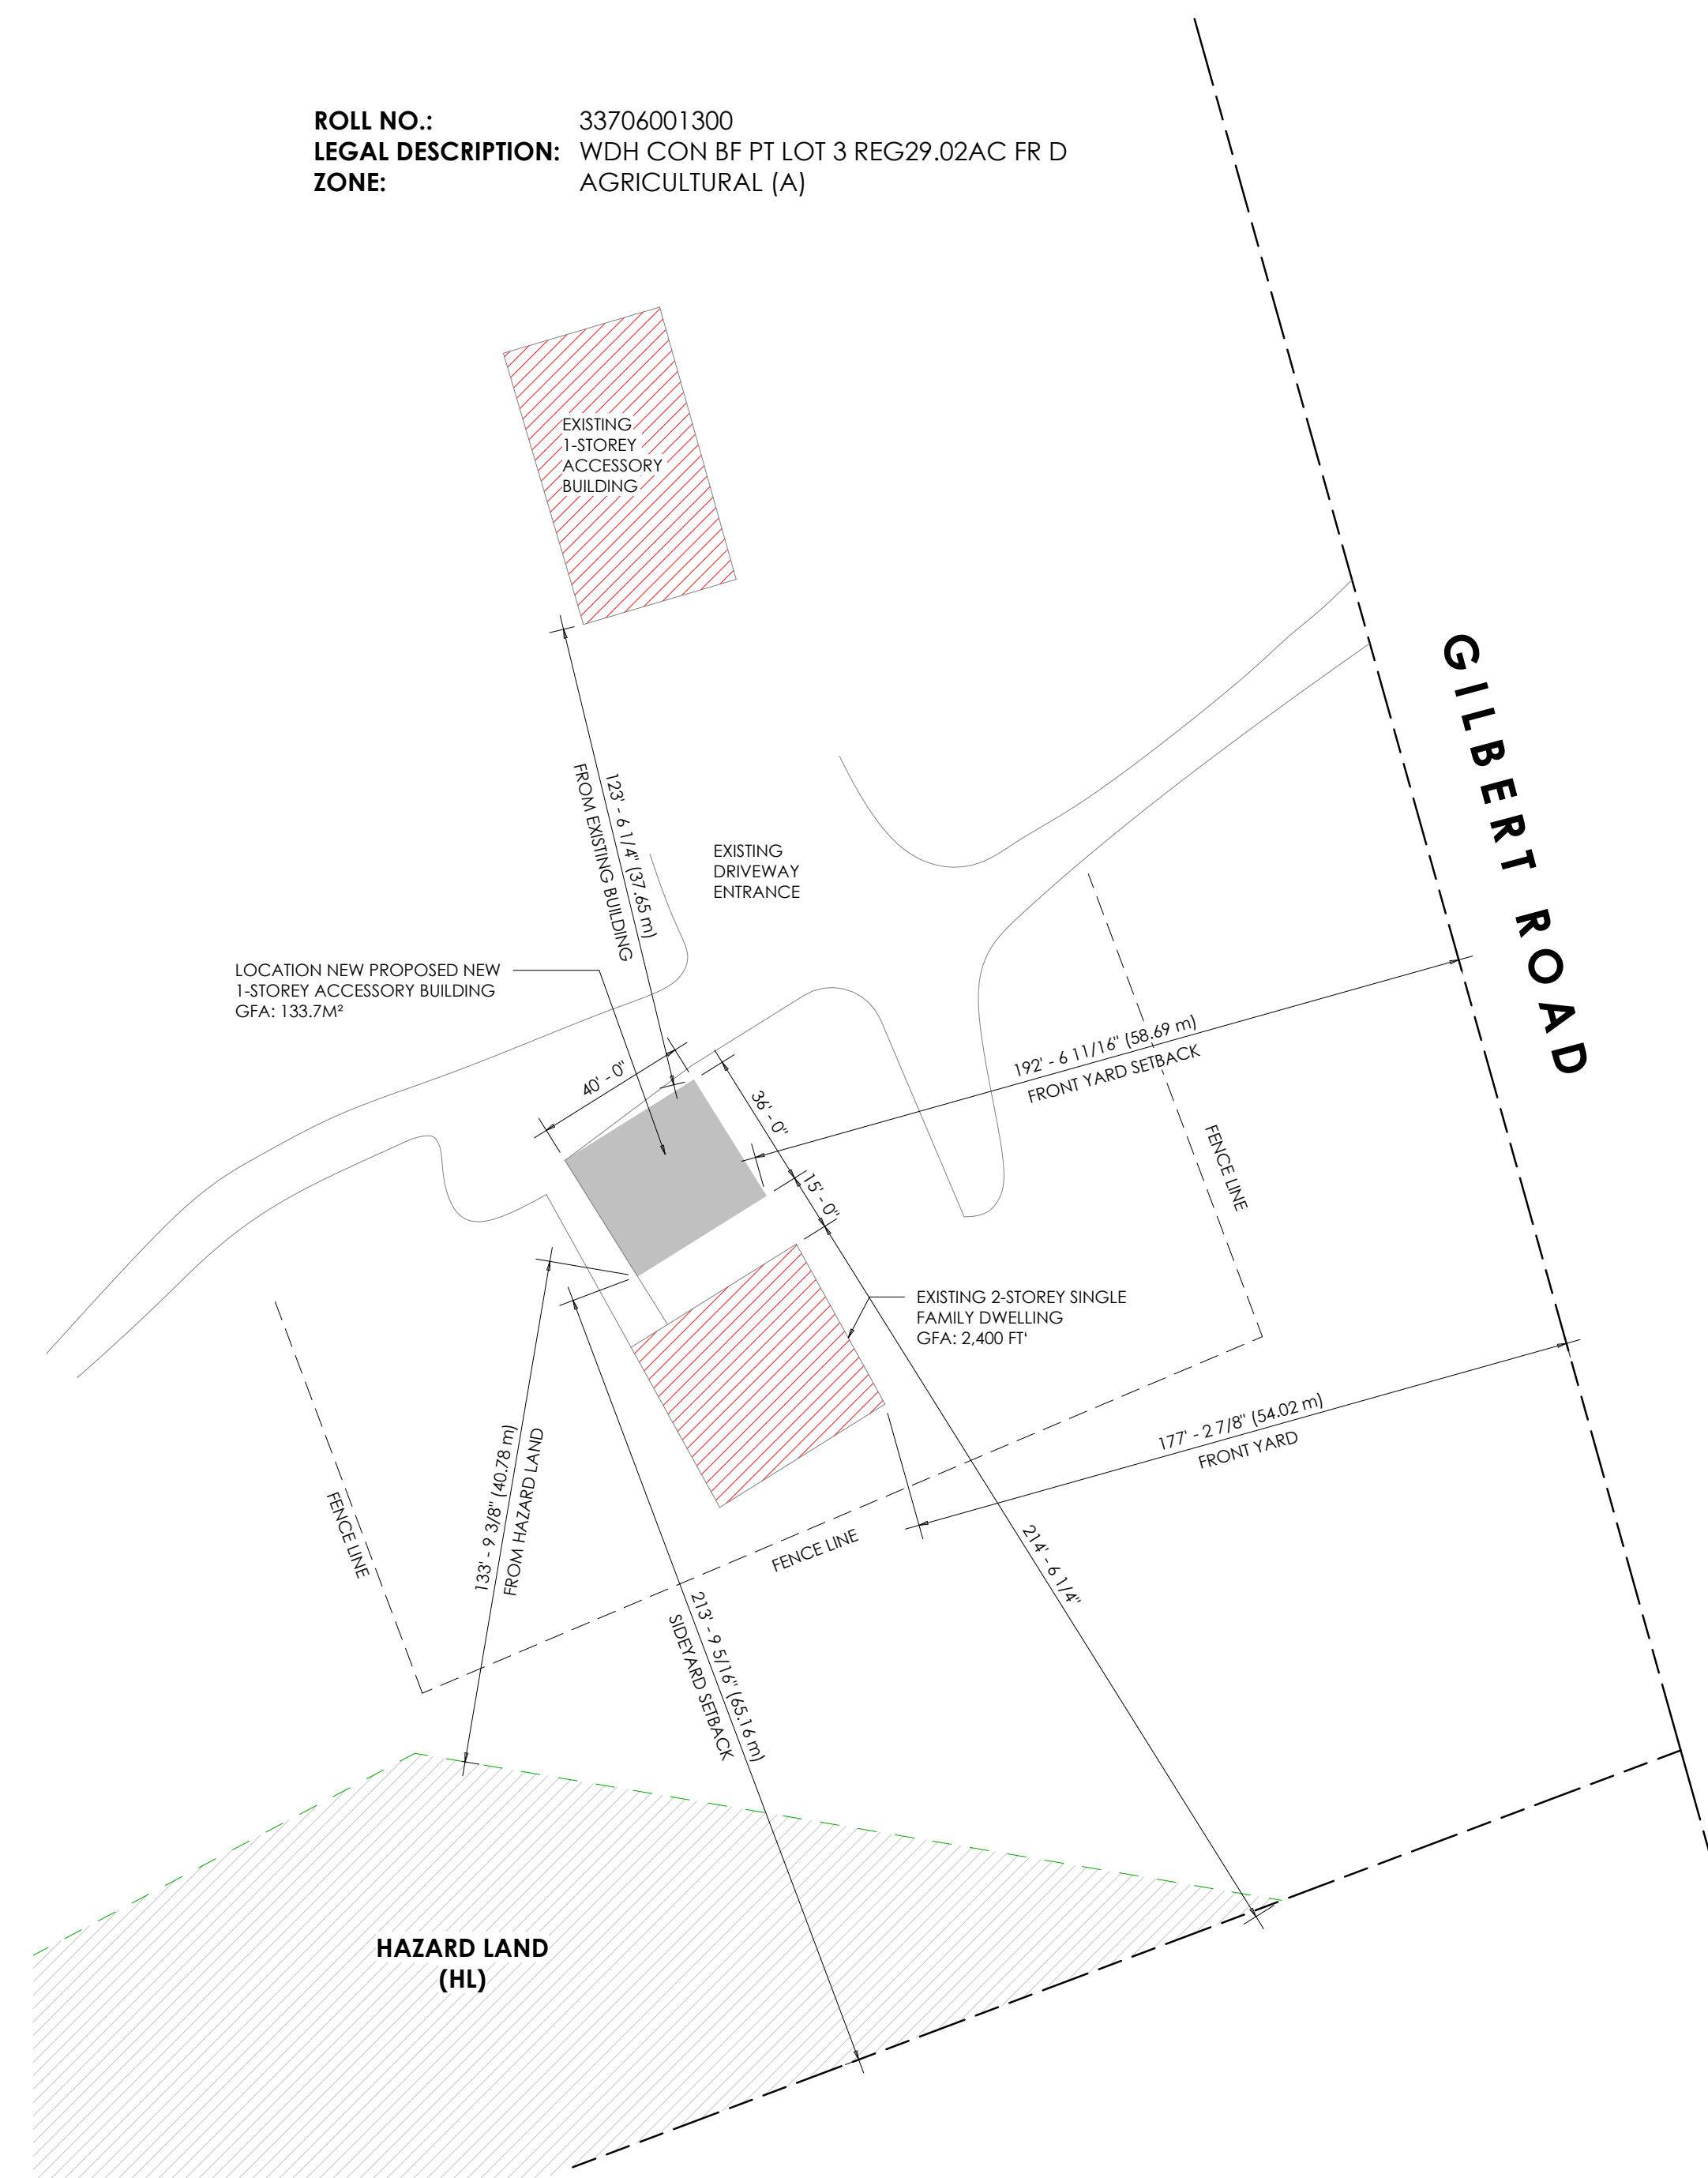 ROLL NO.: 33706001300
LEGAL DESCRIPTION: WDH CON BF PT LOT 3 REG29.02AC FR D
ZONE: AGRICULTURAL (A)
EXISTING
1-STOREY
ACCESSORY
BUILDING
GILBERT ROAD
123' - 6 1/4" (37.65 m)
FROM EXISTING BUILDING
EXISTING
DRIVEWAY
ENTRANCE
LOCATION NEW PROPOSED NEW
1-STOREY ACCESSORY BUILDING
GFA: 133.7M²
192' - 6 11/16" (58.69 m)
FRONT YARD SETBACK
40' - 0"
36' - 0"
15' - 0"
FENCE LINE
EXISTING 2-STOREY SINGLE
FAMILY DWELLING
GFA: 2,400 FT'
177' - 2 7/8" (54.02 m)
FRONT YARD
133' - 9 3/8" (40.78 m)
FROM HAZARD LAND
FENCE LINE
FENCE LINE
214' - 6 1/4"
213' - 9 5/16" (65.16 m)
SIDEYARD SETBACK
HAZARD LAND
(HL)